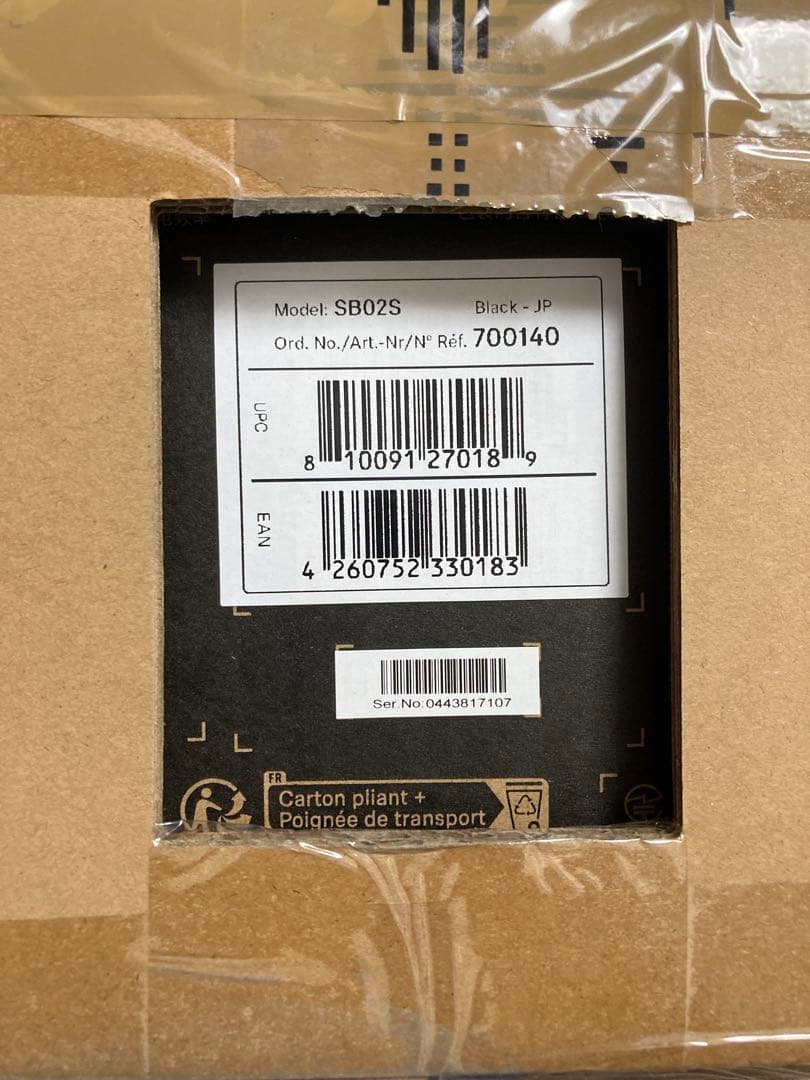 Model: SB02S Black - JP
Ord. No./Art.-Nr/N° Réf. 700140
UPC
8 10091 27018 9
EAN
4 260752 330183
Ser.No:0443817107
FR
Carton pliant +
Poignée de transport